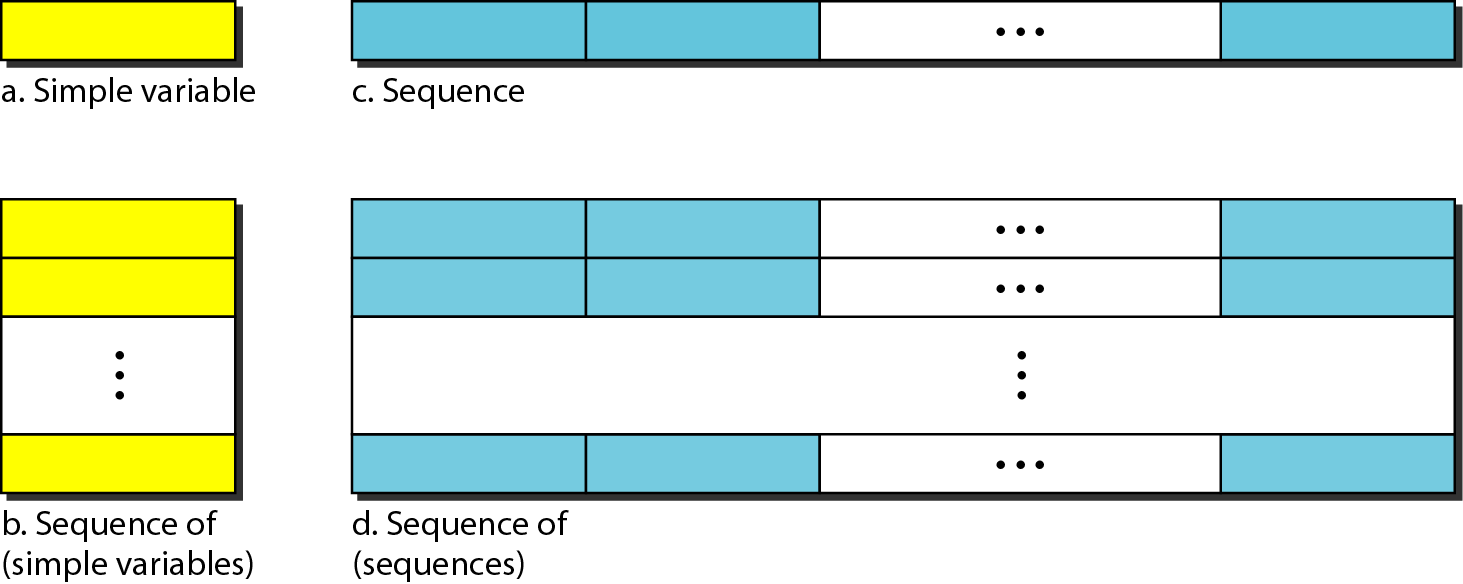 a. Simple variable
c. Sequence
b. Sequence of
(simple variables)
d. Sequence of
(sequences)